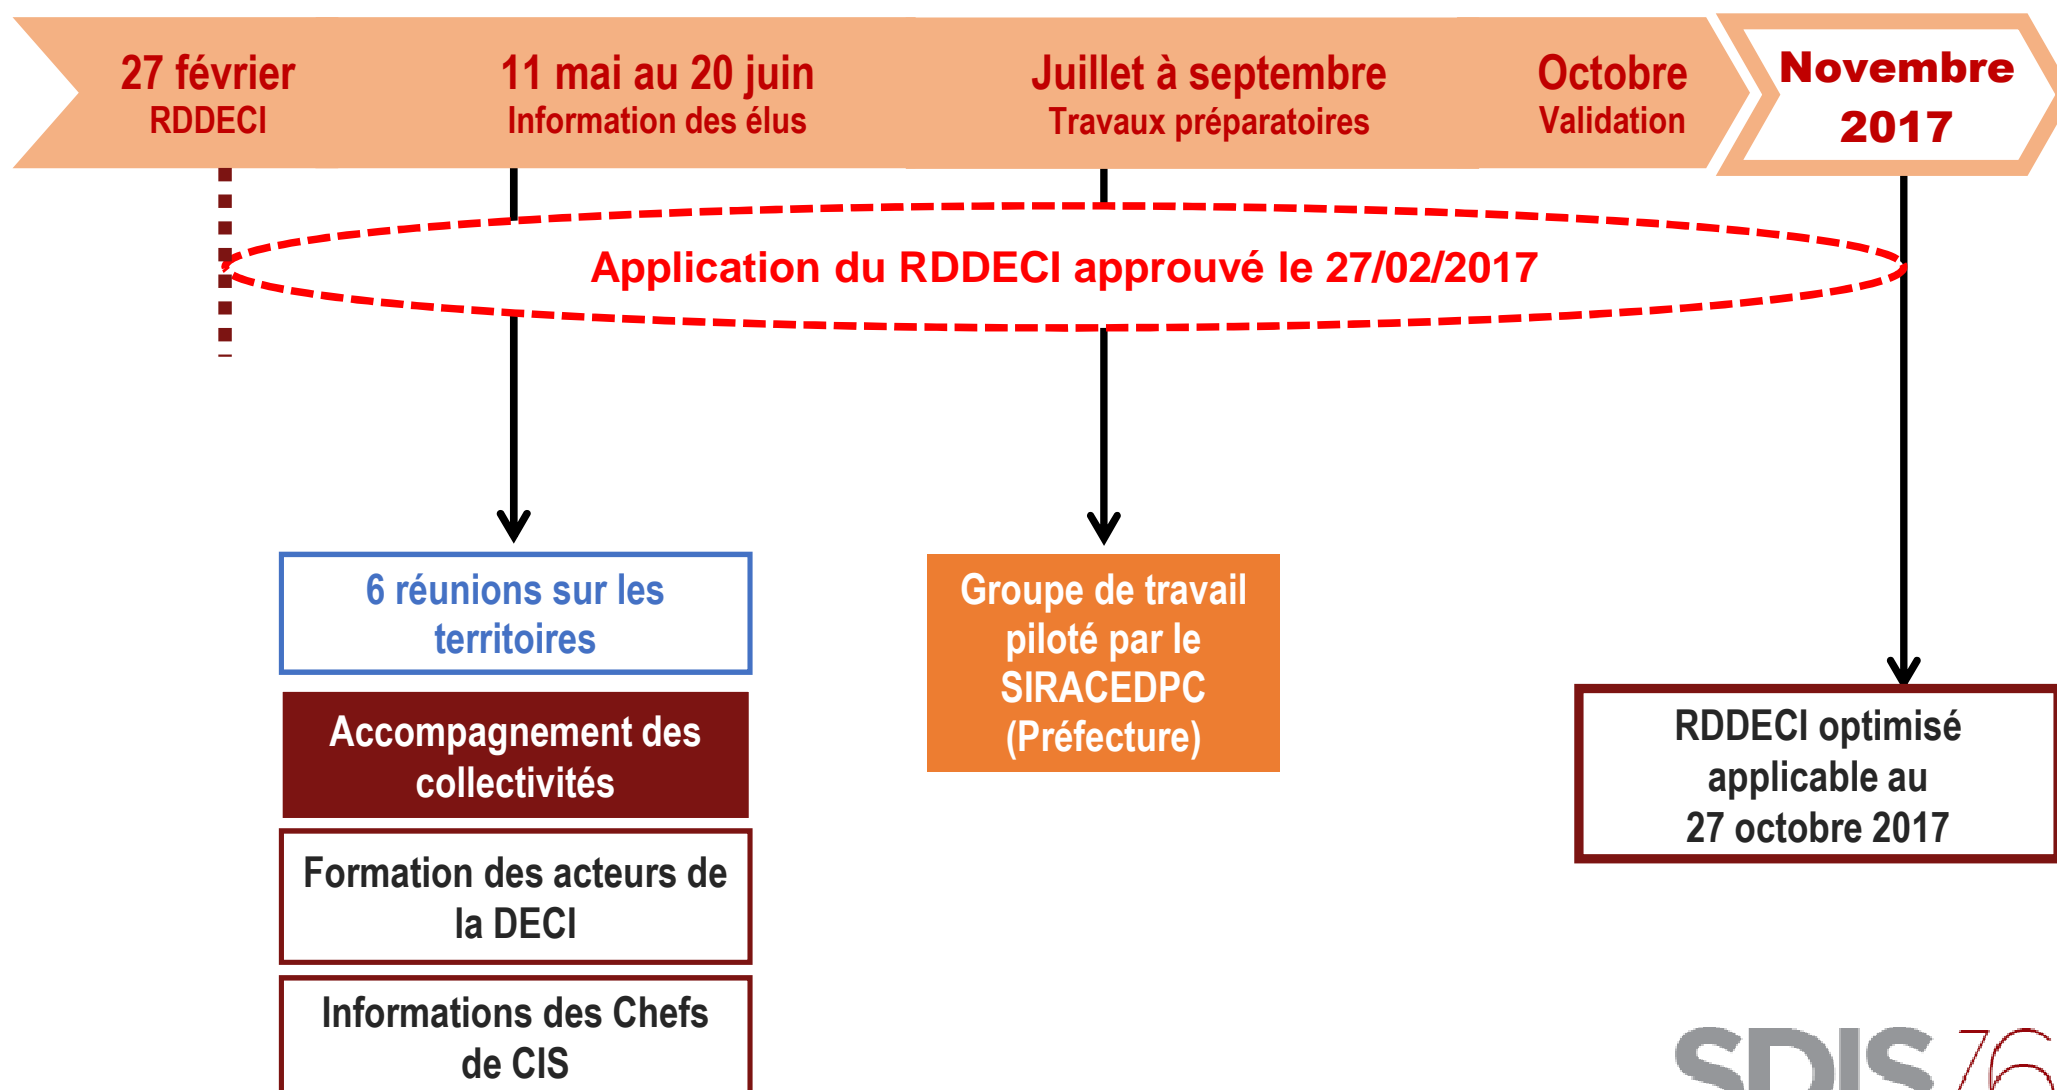 27 février
RDDECI
11 mai au 20 juin
Information des élus
Juillet à septembre
Travaux préparatoires
Octobre
Validation
Novembre
2017
Application du RDDECI approuvé le 27/02/2017
6 réunions sur les
territoires
Accompagnement des
collectivités
Formation des acteurs de
la DECI
Informations des Chefs
de CIS
Groupe de travail
piloté par le
SIRACEDPC
(Préfecture)
RDDECI optimisé
applicable au
27 octobre 2017
SDIS 76